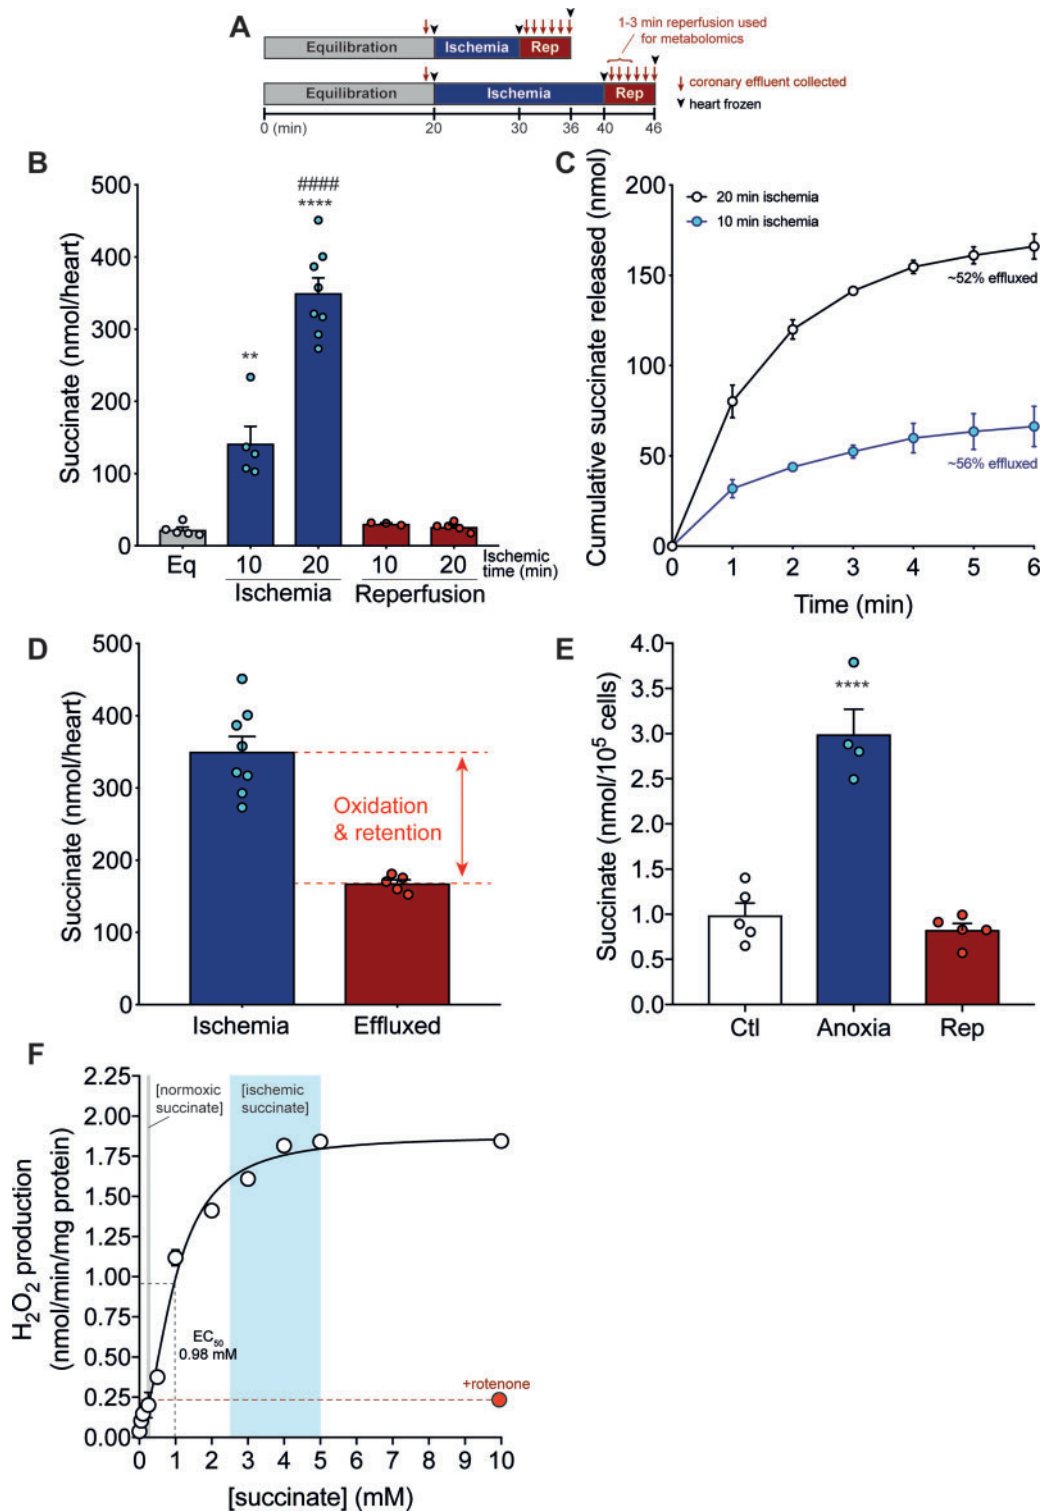 A
1-3 min reperfusion used
for metabolomics
Equilibration Ischemia Rep
Equilibration Ischemia Rep
coronary effluent collected
heart frozen
0 (min) 20 30 36 40 46
B
Succinate (nmol/heart)
500
400
300
200
100
0
####
****
**
Eq 10 20 10 20 Ischemic
time (min)
Ischemia Reperfusion
C
Cumulative succinate released (nmol)
200
150
100
50
0
20 min ischemia
10 min ischemia
~52% effluxed
~56% effluxed
0 1 2 3 4 5 6
Time (min)
D
Succinate (nmol/heart)
500
400
300
200
100
0
Oxidation
& retention
Ischemia Effluxed
E
Succinate (nmol/10⁵ cells)
4.0
3.5
3.0
2.5
2.0
1.5
1.0
0.5
0.0
****
Ctl Anoxia Rep
F
H₂O₂ production
(nmol/min/mg protein)
2.25
2.00
1.75
1.50
1.25
1.00
0.75
0.50
0.25
0.00
[normoxic
succinate]
[ischemic
succinate]
EC₅₀
0.98 mM
+rotenone
0 1 2 3 4 5 6 7 8 9 10
[succinate] (mM)